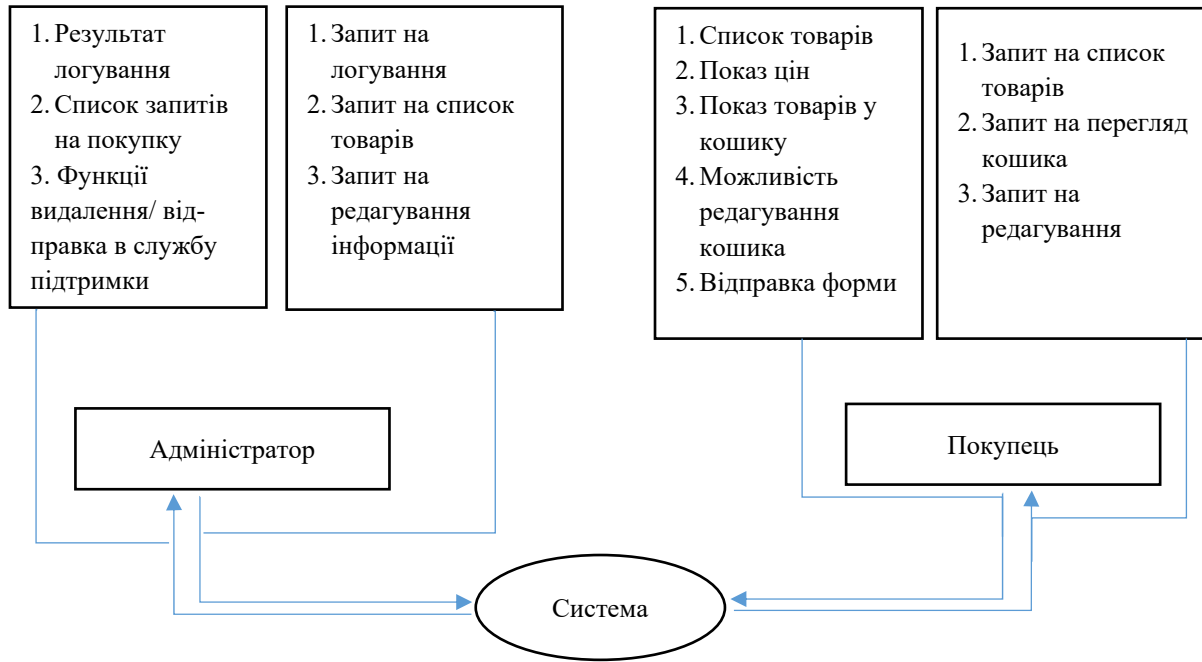 1. Результат
логування
2. Список запитів
на покупку
3. Функції
видалення/ від-
правка в службу
підтримки
1. Запит на
логування
2. Запит на список
товарів
3. Запит на
редагування
інформації
1. Список товарів
2. Показ цін
3. Показ товарів у
кошику
4. Можливість
редагування
кошика
5. Відправка форми
1. Запит на список
товарів
2. Запит на перегляд
кошика
3. Запит на
редагування
Адміністратор
Покупець
Система